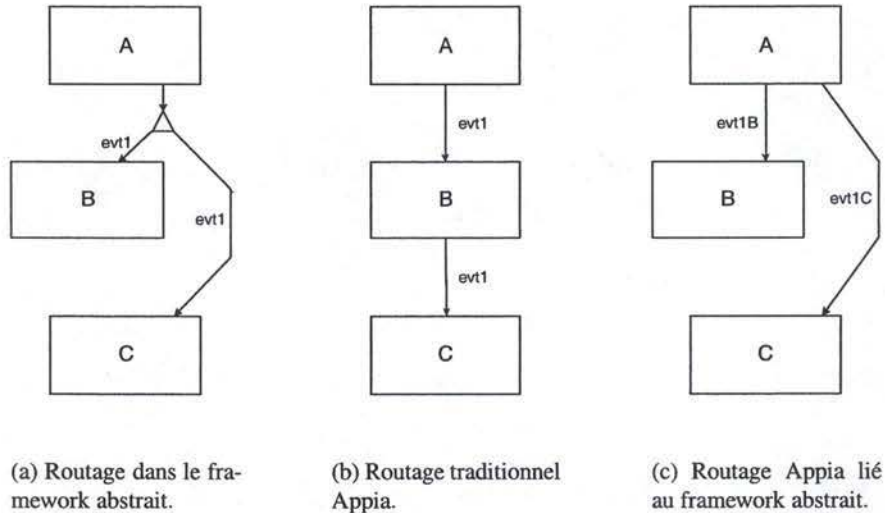 A
evt1
B
evt1
C
(a) Routage dans le fra-
mework abstrait.
A
evt1
B
evt1
C
(b) Routage traditionnel
Appia.
A
evt1B
B
evt1C
C
(c) Routage Appia lié
au framework abstrait.